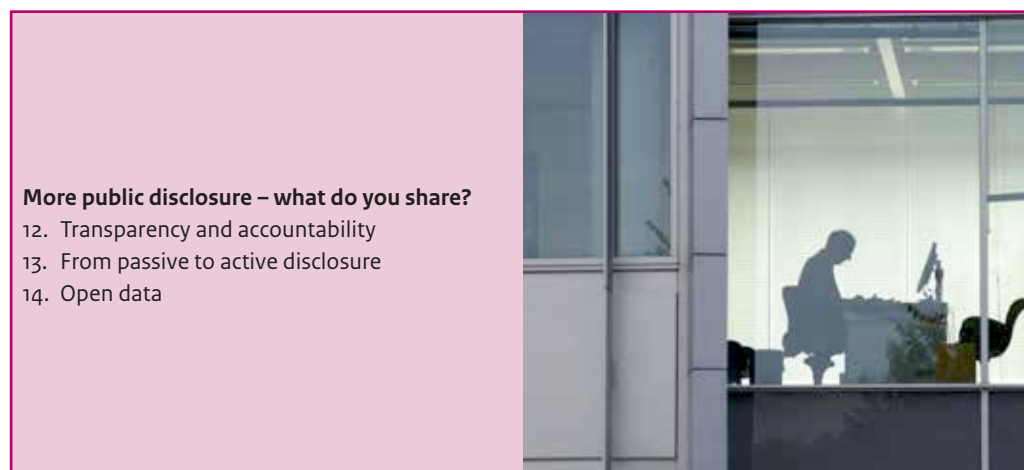 More public disclosure – what do you share?
12. Transparency and accountability
13. From passive to active disclosure
14. Open data